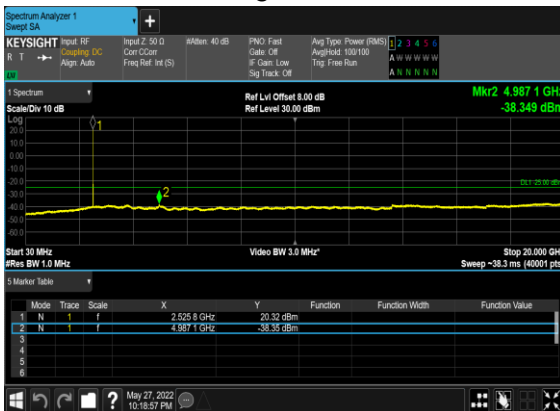 Spectrum Analyzer 1
Swept SA
+
KEYSIGHT Input: RF Input Z: 50 Ω #Atten: 40 dB PNO: Fast Avg Type: Power (RMS) 1 2 3 4 5 6
R T Coupling: DC Corr CCorr Gate: Off Avg|Hold: 100/100 A W W W W W
Align: Auto Freq Ref: Int (S) IF Gain: Low Trig: Free Run
LV Sig Track: Off A N N N N N
1 Spectrum Ref Lvl Offset 8.00 dB Mkr2 4.987 1 GHz
Scale/Div 10 dB Ref Level 30.00 dBm -38.349 dBm
Log
20.0 1
10.0
0.00
-10.0
-20.0 DL1 -25.00 dBm
-30.0 2
-40.0
-50.0
-60.0
Start 30 MHz Video BW 3.0 MHz* Stop 20.000 GH
#Res BW 1.0 MHz Sweep ~38.3 ms (40001 pts
5 Marker Table
Mode Trace Scale X Y Function Function Width Function Value
1 N 1 f 2.525 8 GHz 20.32 dBm
2 N 1 f 4.987 1 GHz -38.35 dBm
3
4
5
6
? May 27, 2022
10:18:57 PM